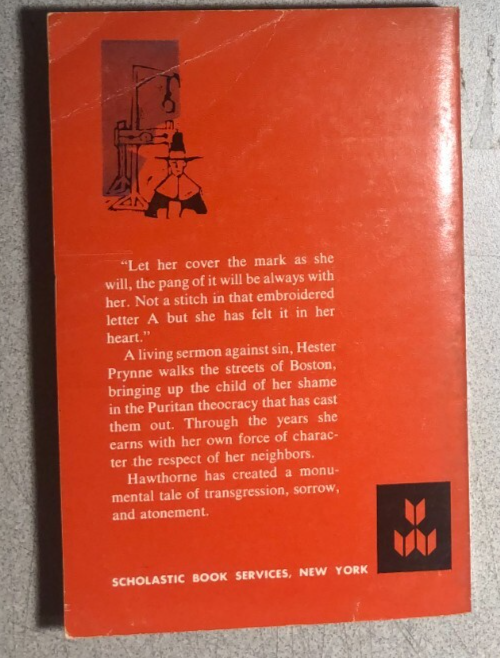 “Let her cover the mark as she
will, the pang of it will be always with
her. Not a stitch in that embroidered
letter A but she has felt it in her
heart.”
A living sermon against sin, Hester
Prynne walks the streets of Boston,
bringing up the child of her shame
in the Puritan theocracy that has cast
them out. Through the years she
earns with her own force of charac-
ter the respect of her neighbors.
Hawthorne has created a monu-
mental tale of transgression, sorrow,
and atonement.
SCHOLASTIC BOOK SERVICES, NEW YORK